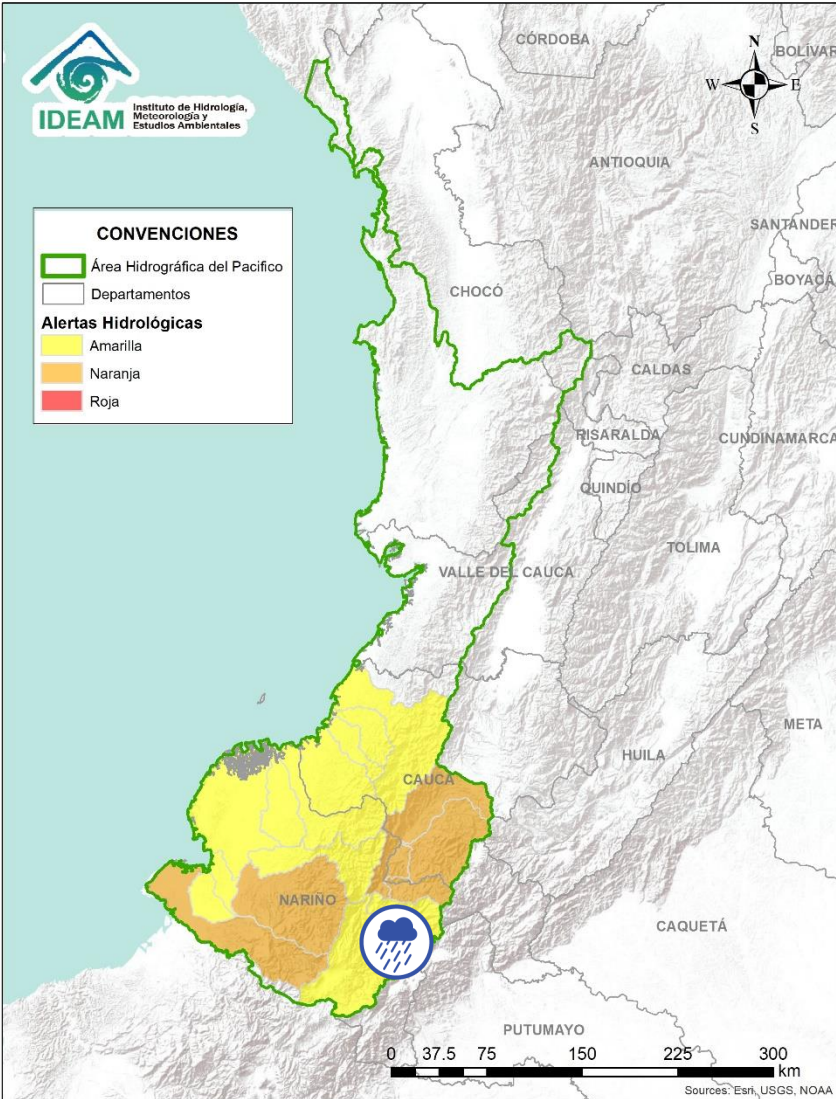 IDEAM
Instituto de Hidrología,
Meteorología y
Estudios Ambientales
CÓRDOBA
BOLÍVAR
N
W E
S
ANTIOQUIA
SANTANDER
BOYACÁ
CONVENCIONES
Área Hidrográfica del Pacifico
Departamentos
Alertas Hidrológicas
Amarilla
Naranja
Roja
CHOCÓ
CALDAS
RISARALDA
CUNDINAMARCA
QUINDÍO
TOLIMA
VALLE DEL CAUCA
META
HUILA
CAUCA
NARIÑO
CAQUETÁ
PUTUMAYO
0 37.5 75 150 225 300
km
Sources: Esri, USGS, NOAA